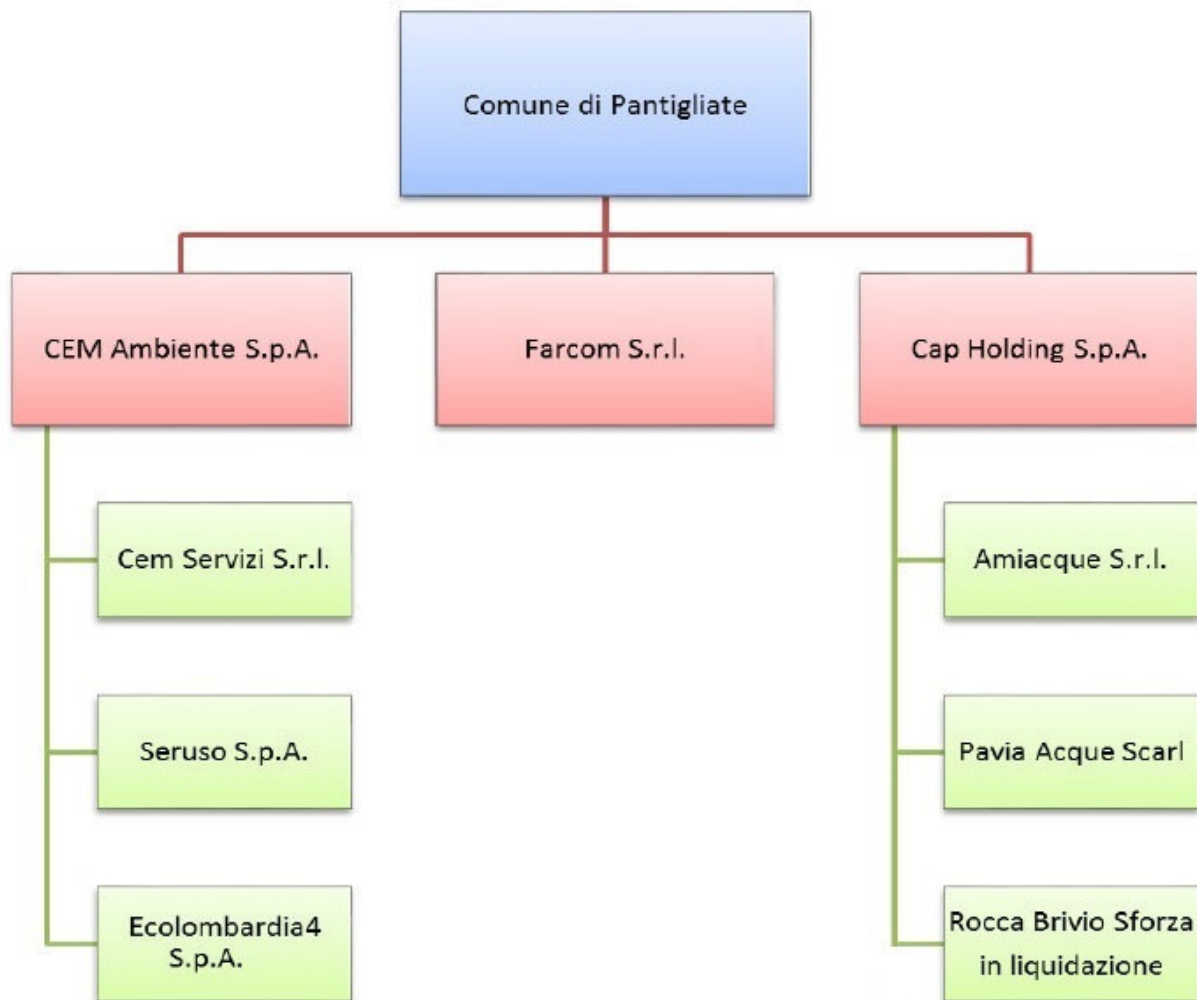 Comune di Pantigliate
CEM Ambiente S.p.A.
Farcom S.r.l.
Cap Holding S.p.A.
Cem Servizi S.r.l.
Seruso S.p.A.
Ecolombardia4
S.p.A.
Amiacque S.r.l.
Pavia Acque Scarl
Rocca Brivio Sforza
in liquidazione